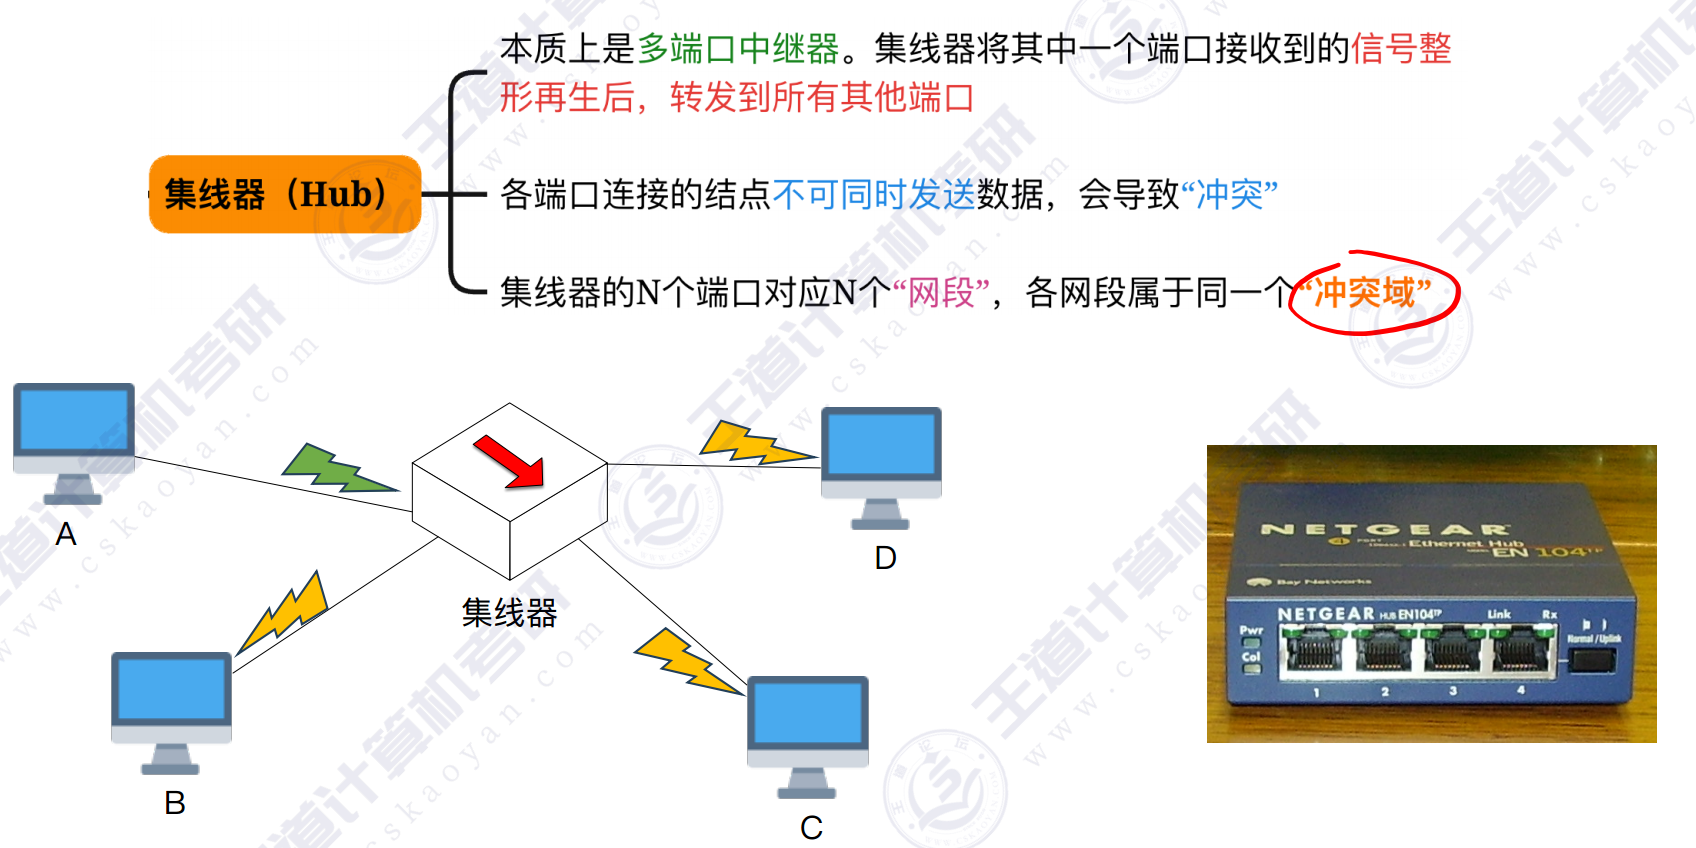 本质上是多端口中继器。集线器将其中一个端口接收到的信号整
形再生后，转发到所有其他端口
集线器（Hub）
各端口连接的结点不可同时发送数据，会导致“冲突”
集线器的N个端口对应N个“网段”，各网段属于同一个“冲突域”
A
B
集线器
D
C
NETGEAR
4 PORT
Ethernet Hub
EN 104TP
Bay Networks
NETGEAR HUB EN104TP
Link Rx
Pwr
Col
Normal / Uplink
1 2 3 4
王道计算机考研
www.cskaoyan.com